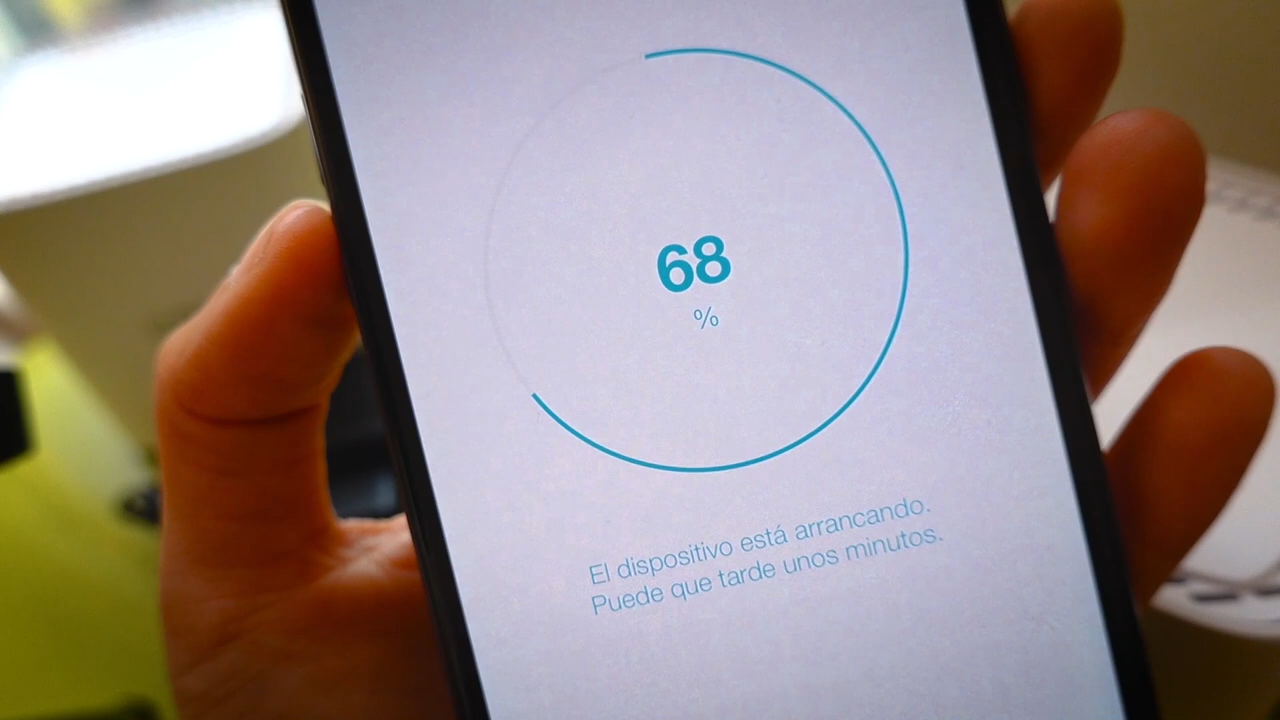 68
%
El dispositivo está arrancando.
Puede que tarde unos minutos.